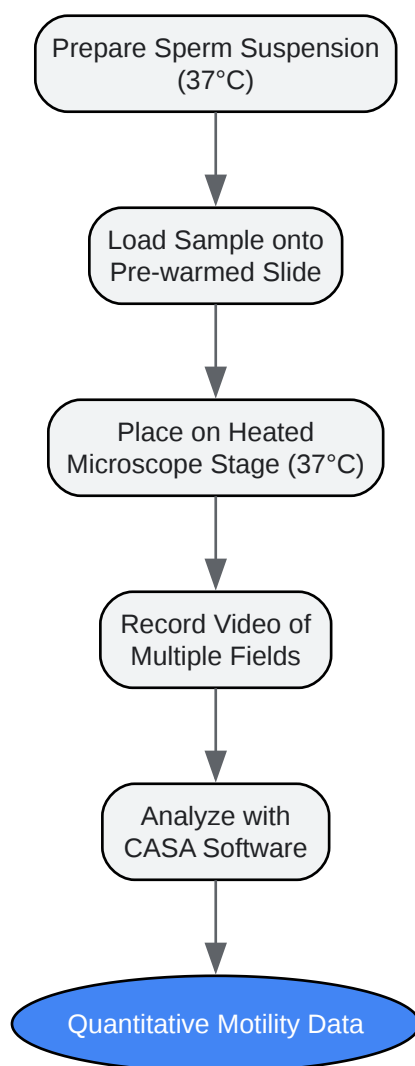 Prepare Sperm Suspension
(37°C)
Load Sample onto
Pre-warmed Slide
Place on Heated
Microscope Stage (37°C)
Record Video of
Multiple Fields
Analyze with
CASA Software
Quantitative Motility Data